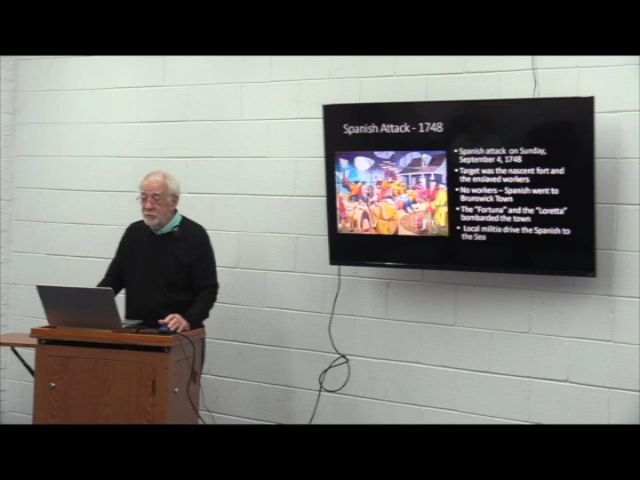 Spanish Attack - 1748
• Spanish attack on Sunday,
September 4, 1748
• Target was the nascent fort and
the enslaved workers
• No workers – Spanish went to
Brunswick Town
• The "Fortuna" and the "Loretta"
bombarded the town
• Local militia drive the Spanish to
the Sea